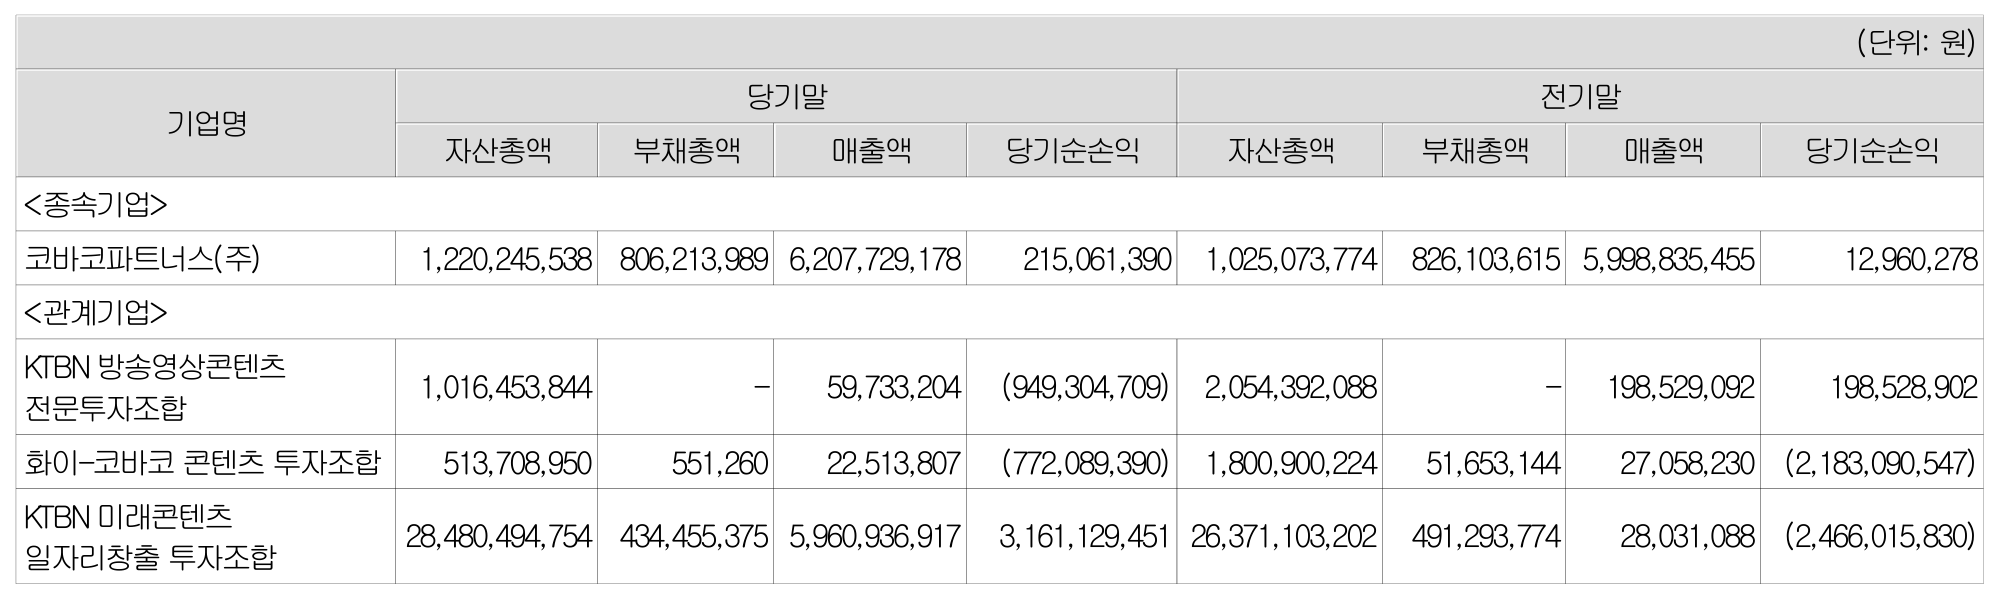 (단위: 원)
기업명 당기말 전기말
자산총액 부채총액 매출액 당기순손익 자산총액 부채총액 매출액 당기순손익
<종속기업>
코바코파트너스(주) 1,220,245,538 806,213,989 6,207,729,178 215,061,390 1,025,073,774 826,103,615 5,998,835,455 12,960,278
<관계기업>
KTBN 방송영상콘텐츠
전문투자조합 1,016,453,844 – 59,733,204 (949,304,709) 2,054,392,088 – 198,529,092 198,528,902
화이–코바코 콘텐츠 투자조합 513,708,950 551,260 22,513,807 (772,089,390) 1,800,900,224 51,653,144 27,058,230 (2,183,090,547)
KTBN 미래콘텐츠
일자리창출 투자조합 28,480,494,754 434,455,375 5,960,936,917 3,161,129,451 26,371,103,202 491,293,774 28,031,088 (2,466,015,830)